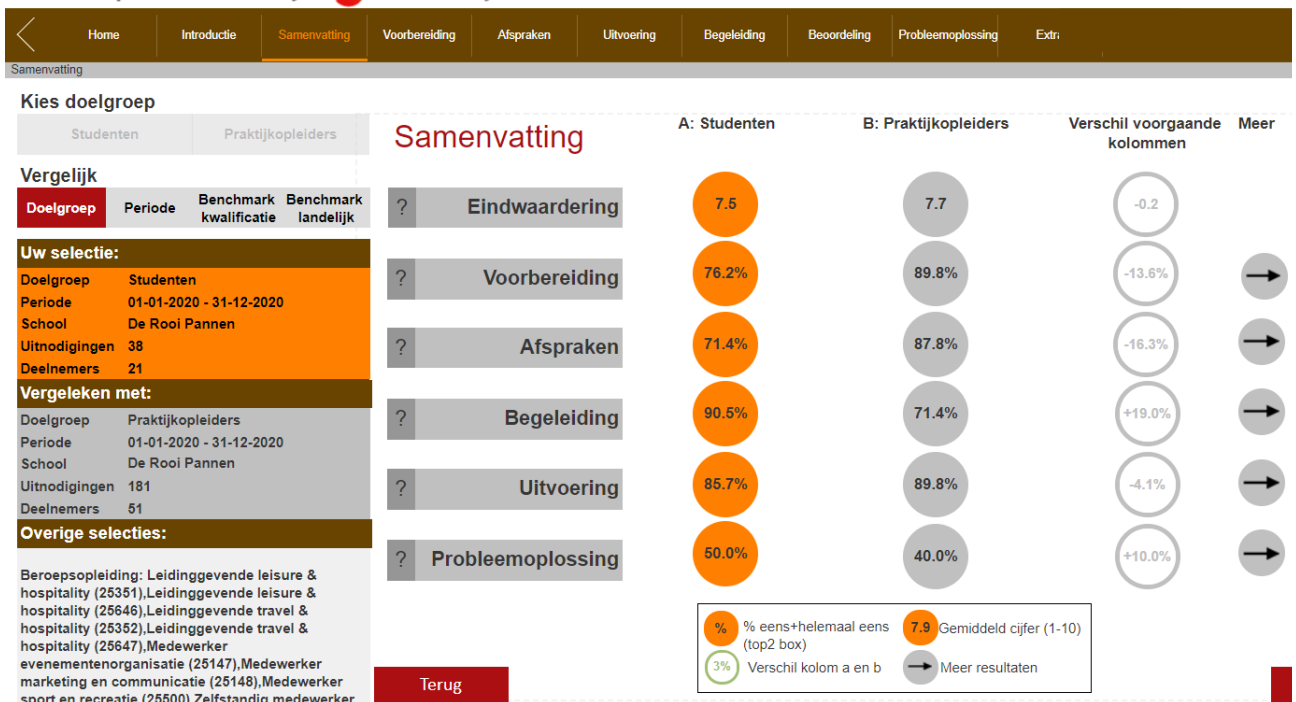 Home Introductie Samenvatting Voorbereiding Afspraken Uitvoering Begeleiding Beoordeling Probleemoplossing Extr
Samenvatting
Kies doelgroep
Studenten Praktijkopleiders
Vergelijk
Doelgroep Periode Benchmark kwalificatie Benchmark landelijk
Uw selectie:
Doelgroep Studenten
Periode 01-01-2020 - 31-12-2020
School De Rooi Pannen
Uitnodigingen 38
Deelnemers 21
Vergeleken met:
Doelgroep Praktijkopleiders
Periode 01-01-2020 - 31-12-2020
School De Rooi Pannen
Uitnodigingen 181
Deelnemers 51
Overige selecties:
Beroepsopleiding: Leidinggevende leisure &
hospitality (25351),Leidinggevende leisure &
hospitality (25646),Leidinggevende travel &
hospitality (25352),Leidinggevende travel &
hospitality (25647),Medewerker
evenementenorganisatie (25147),Medewerker
marketing en communicatie (25148),Medewerker
sport en recreatie (25500),Zelfstandig medewerker
Samenvatting
A: Studenten B: Praktijkopleiders Verschil voorgaande kolommen Meer
? Eindwaardering 7.5 7.7 -0.2
? Voorbereiding 76.2% 89.8% -13.6%
? Afspraken 71.4% 87.8% -16.3%
? Begeleiding 90.5% 71.4% +19.0%
? Uitvoering 85.7% 89.8% -4.1%
? Probleemoplossing 50.0% 40.0% +10.0%
% % eens+helemaal eens (top2 box)
7.9 Gemiddeld cijfer (1-10)
3% Verschil kolom a en b
Meer resultaten
Terug